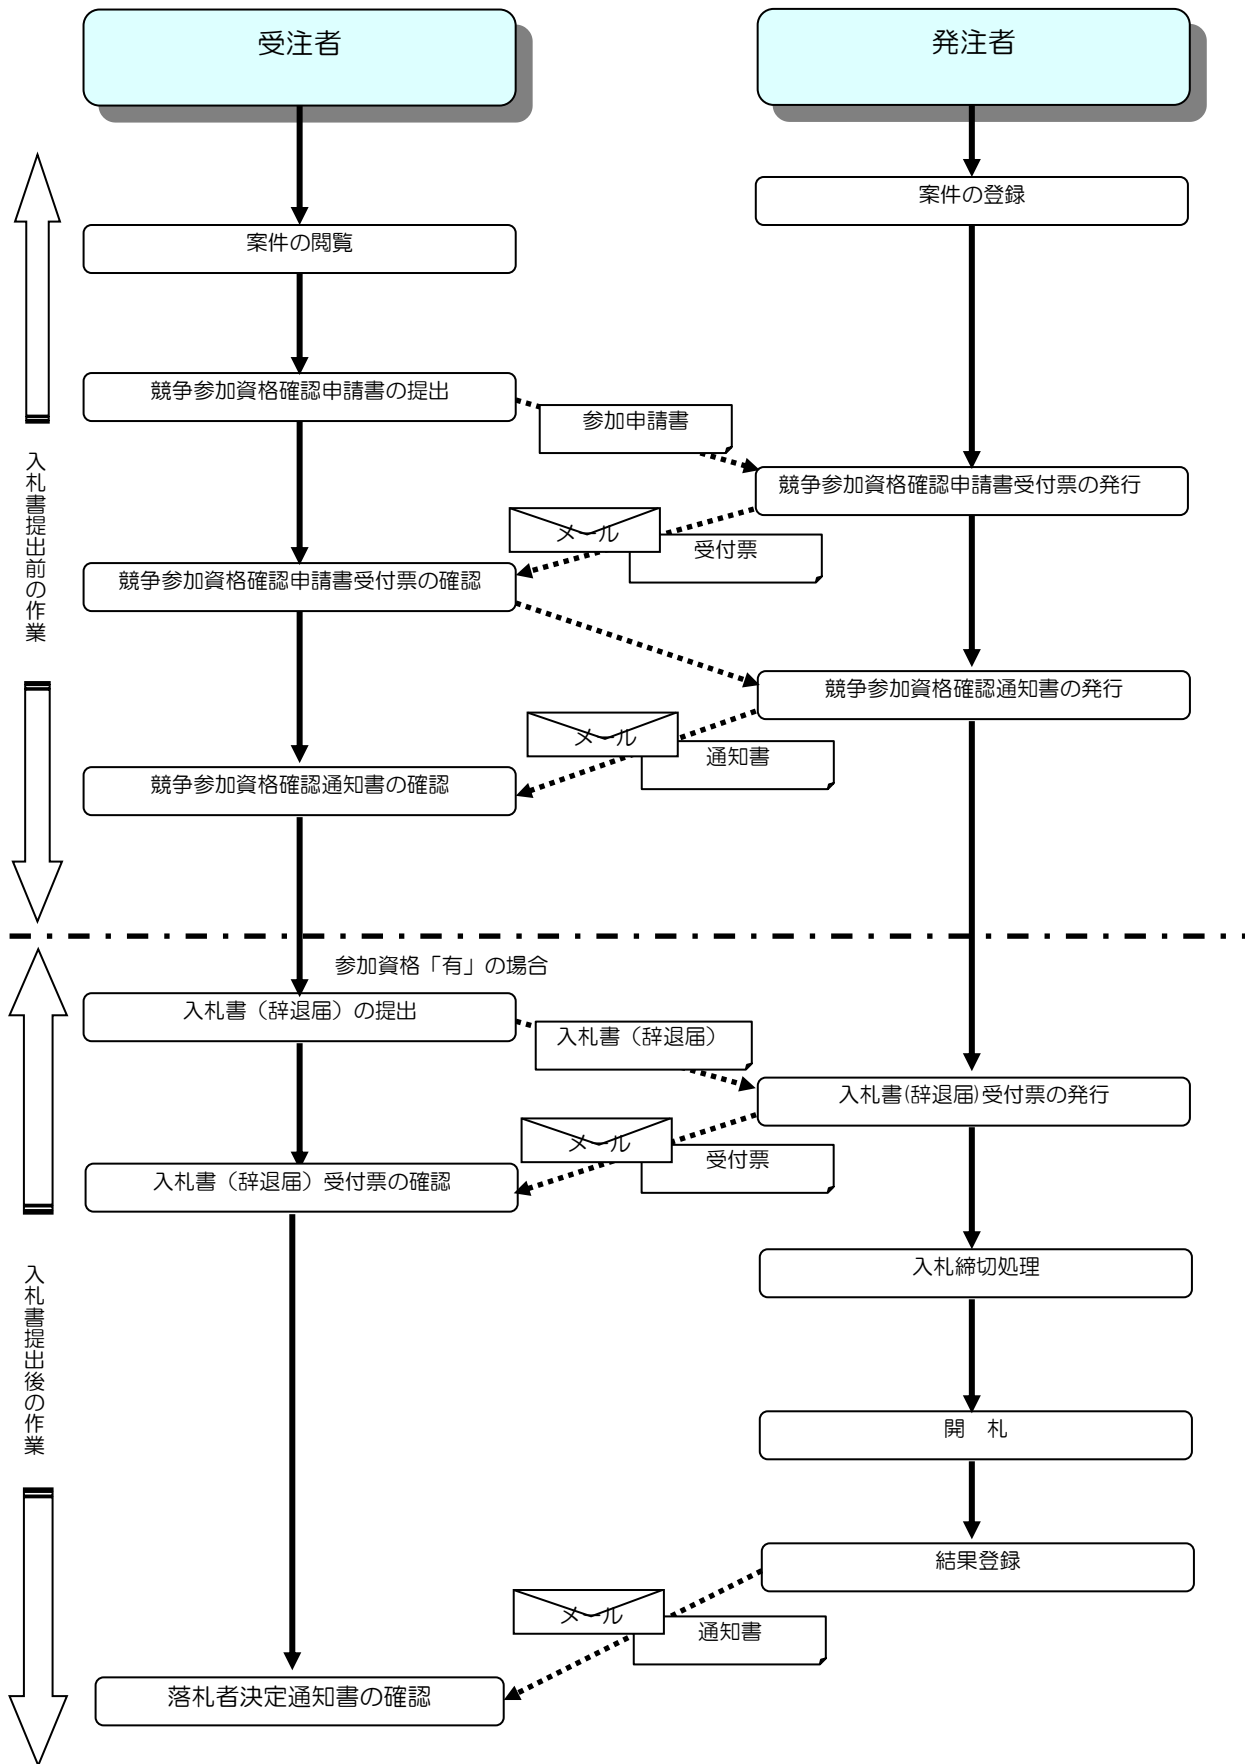 受注者
発注者
案件の登録
案件の閲覧
競争参加資格確認申請書の提出
参加申請書
競争参加資格確認申請書受付票の発行
メール
受付票
競争参加資格確認申請書受付票の確認
入札書提出前の作業
競争参加資格確認通知書の発行
メール
通知書
競争参加資格確認通知書の確認
参加資格「有」の場合
入札書（辞退届）の提出
入札書（辞退届）
入札書(辞退届)受付票の発行
メール
受付票
入札書（辞退届）受付票の確認
入札締切処理
入札書提出後の作業
開　札
結果登録
メール
通知書
落札者決定通知書の確認